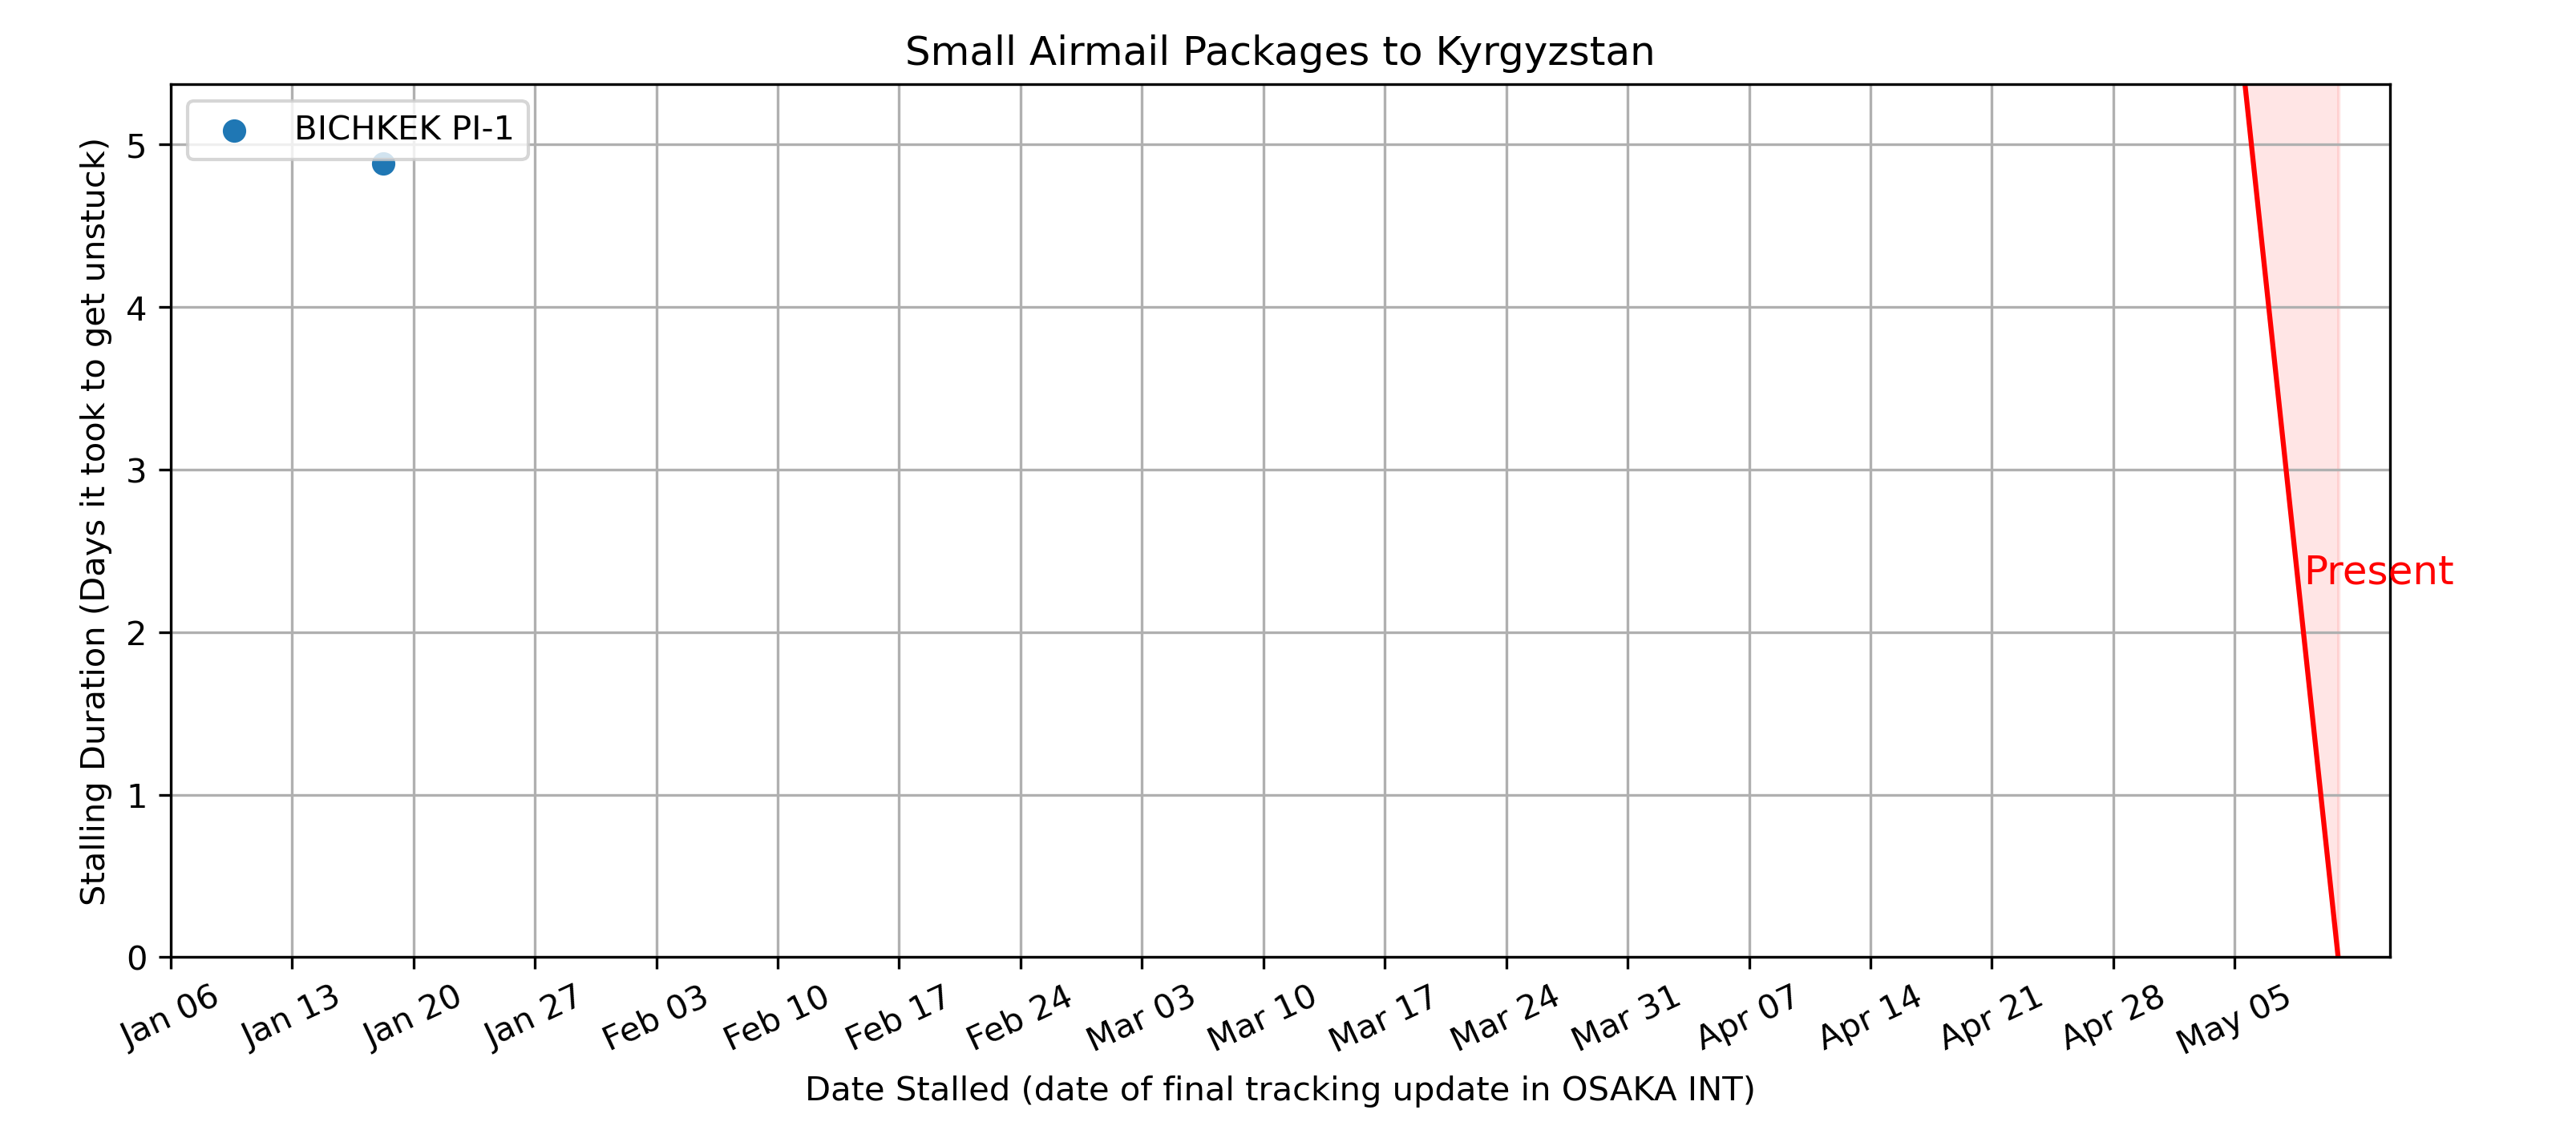 Small Airmail Packages to Kyrgyzstan
BICHKEK PI-1
Stalling Duration (Days it took to get unstuck)
5
4
3
2
1
0
Present
Jan 06
Jan 13
Jan 20
Jan 27
Feb 03
Feb 10
Feb 17
Feb 24
Mar 03
Mar 10
Mar 17
Mar 24
Mar 31
Apr 07
Apr 14
Apr 21
Apr 28
May 05
Date Stalled (date of final tracking update in OSAKA INT)